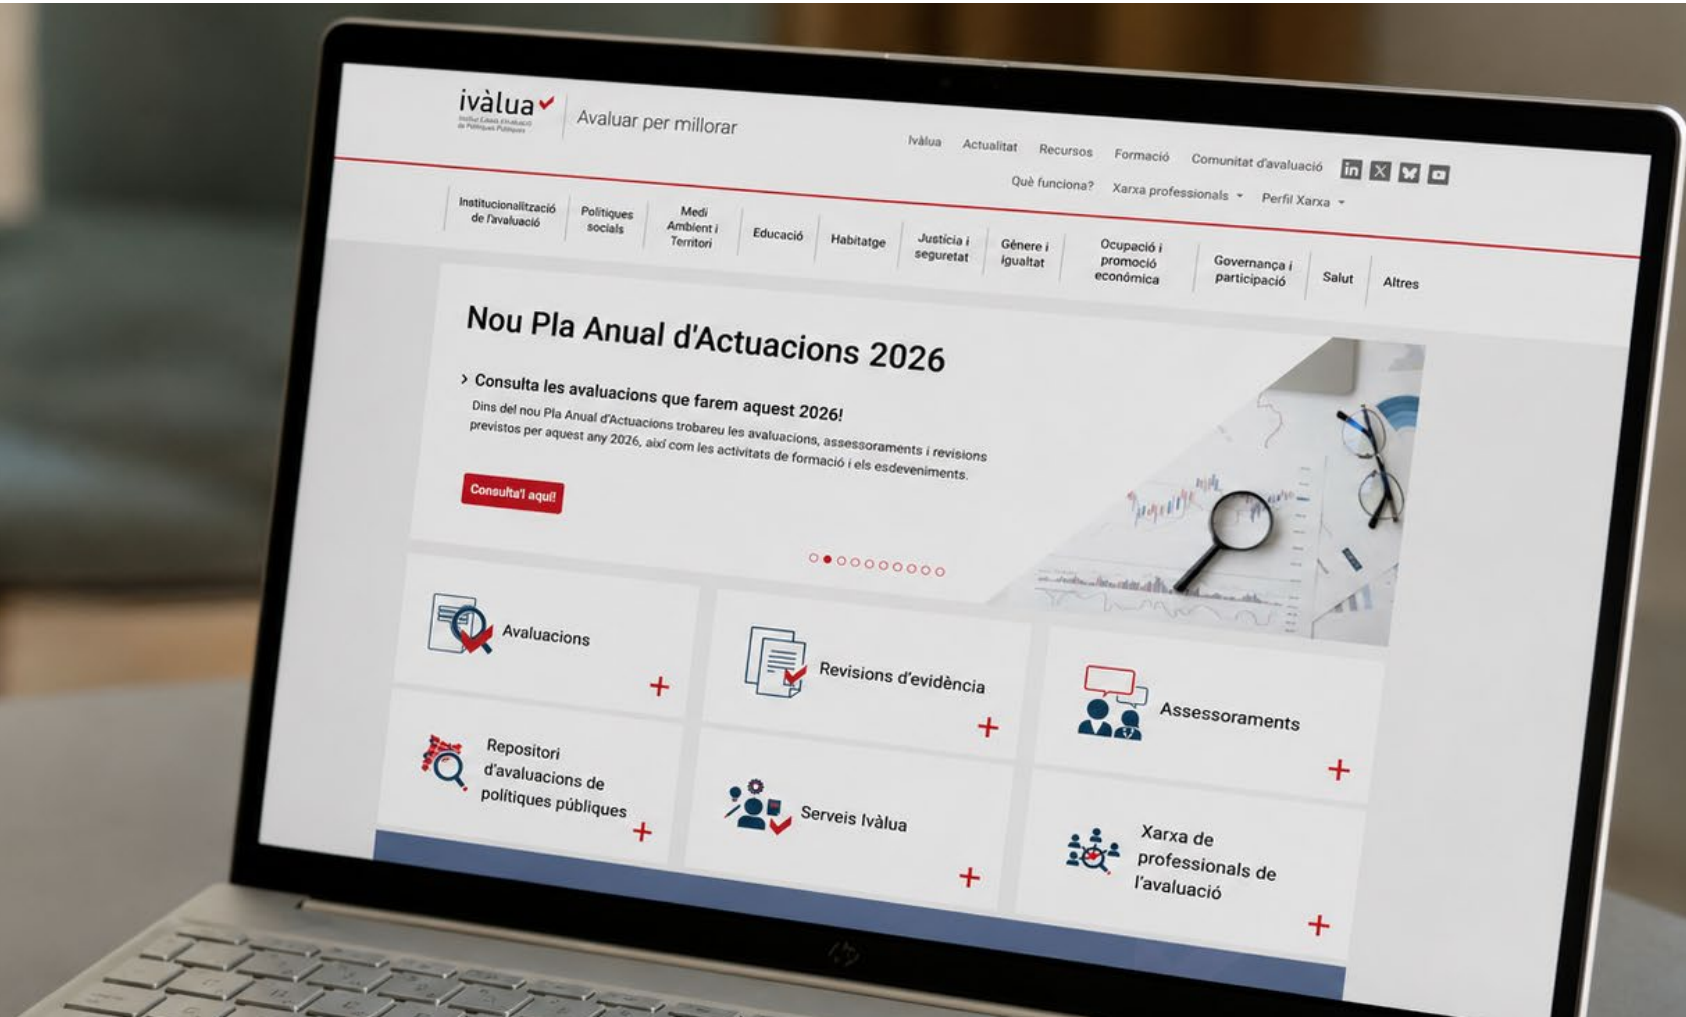 ivàlua
Institut Català d'Avaluació
de Polítiques Públiques
Avaluar per millorar
Ivàlua Actualitat Recursos Formació Comunitat d'avaluació in X
Què funciona? Xarxa professionals Perfil Xarxa
Institucionalització
de l'avaluació
Polítiques
socials
Medi
Ambient i
Territori
Educació
Habitatge
Justícia i
seguretat
Gènere i
igualtat
Ocupació i
promoció
econòmica
Governança i
participació
Salut
Altres
Nou Pla Anual d'Actuacions 2026
> Consulta les avaluacions que farem aquest 2026!
Dins del nou Pla Anual d'Actuacions trobareu les avaluacions, assessoraments i revisions
previstos per aquest any 2026, així com les activitats de formació i els esdeveniments.
Consulta'l aquí!
Avaluacions
+
Revisions d'evidència
+
Assessoraments
+
Repositori
d'avaluacions de
polítiques públiques
+
Serveis Ivàlua
+
Xarxa de
professionals de
l'avaluació
+
hp